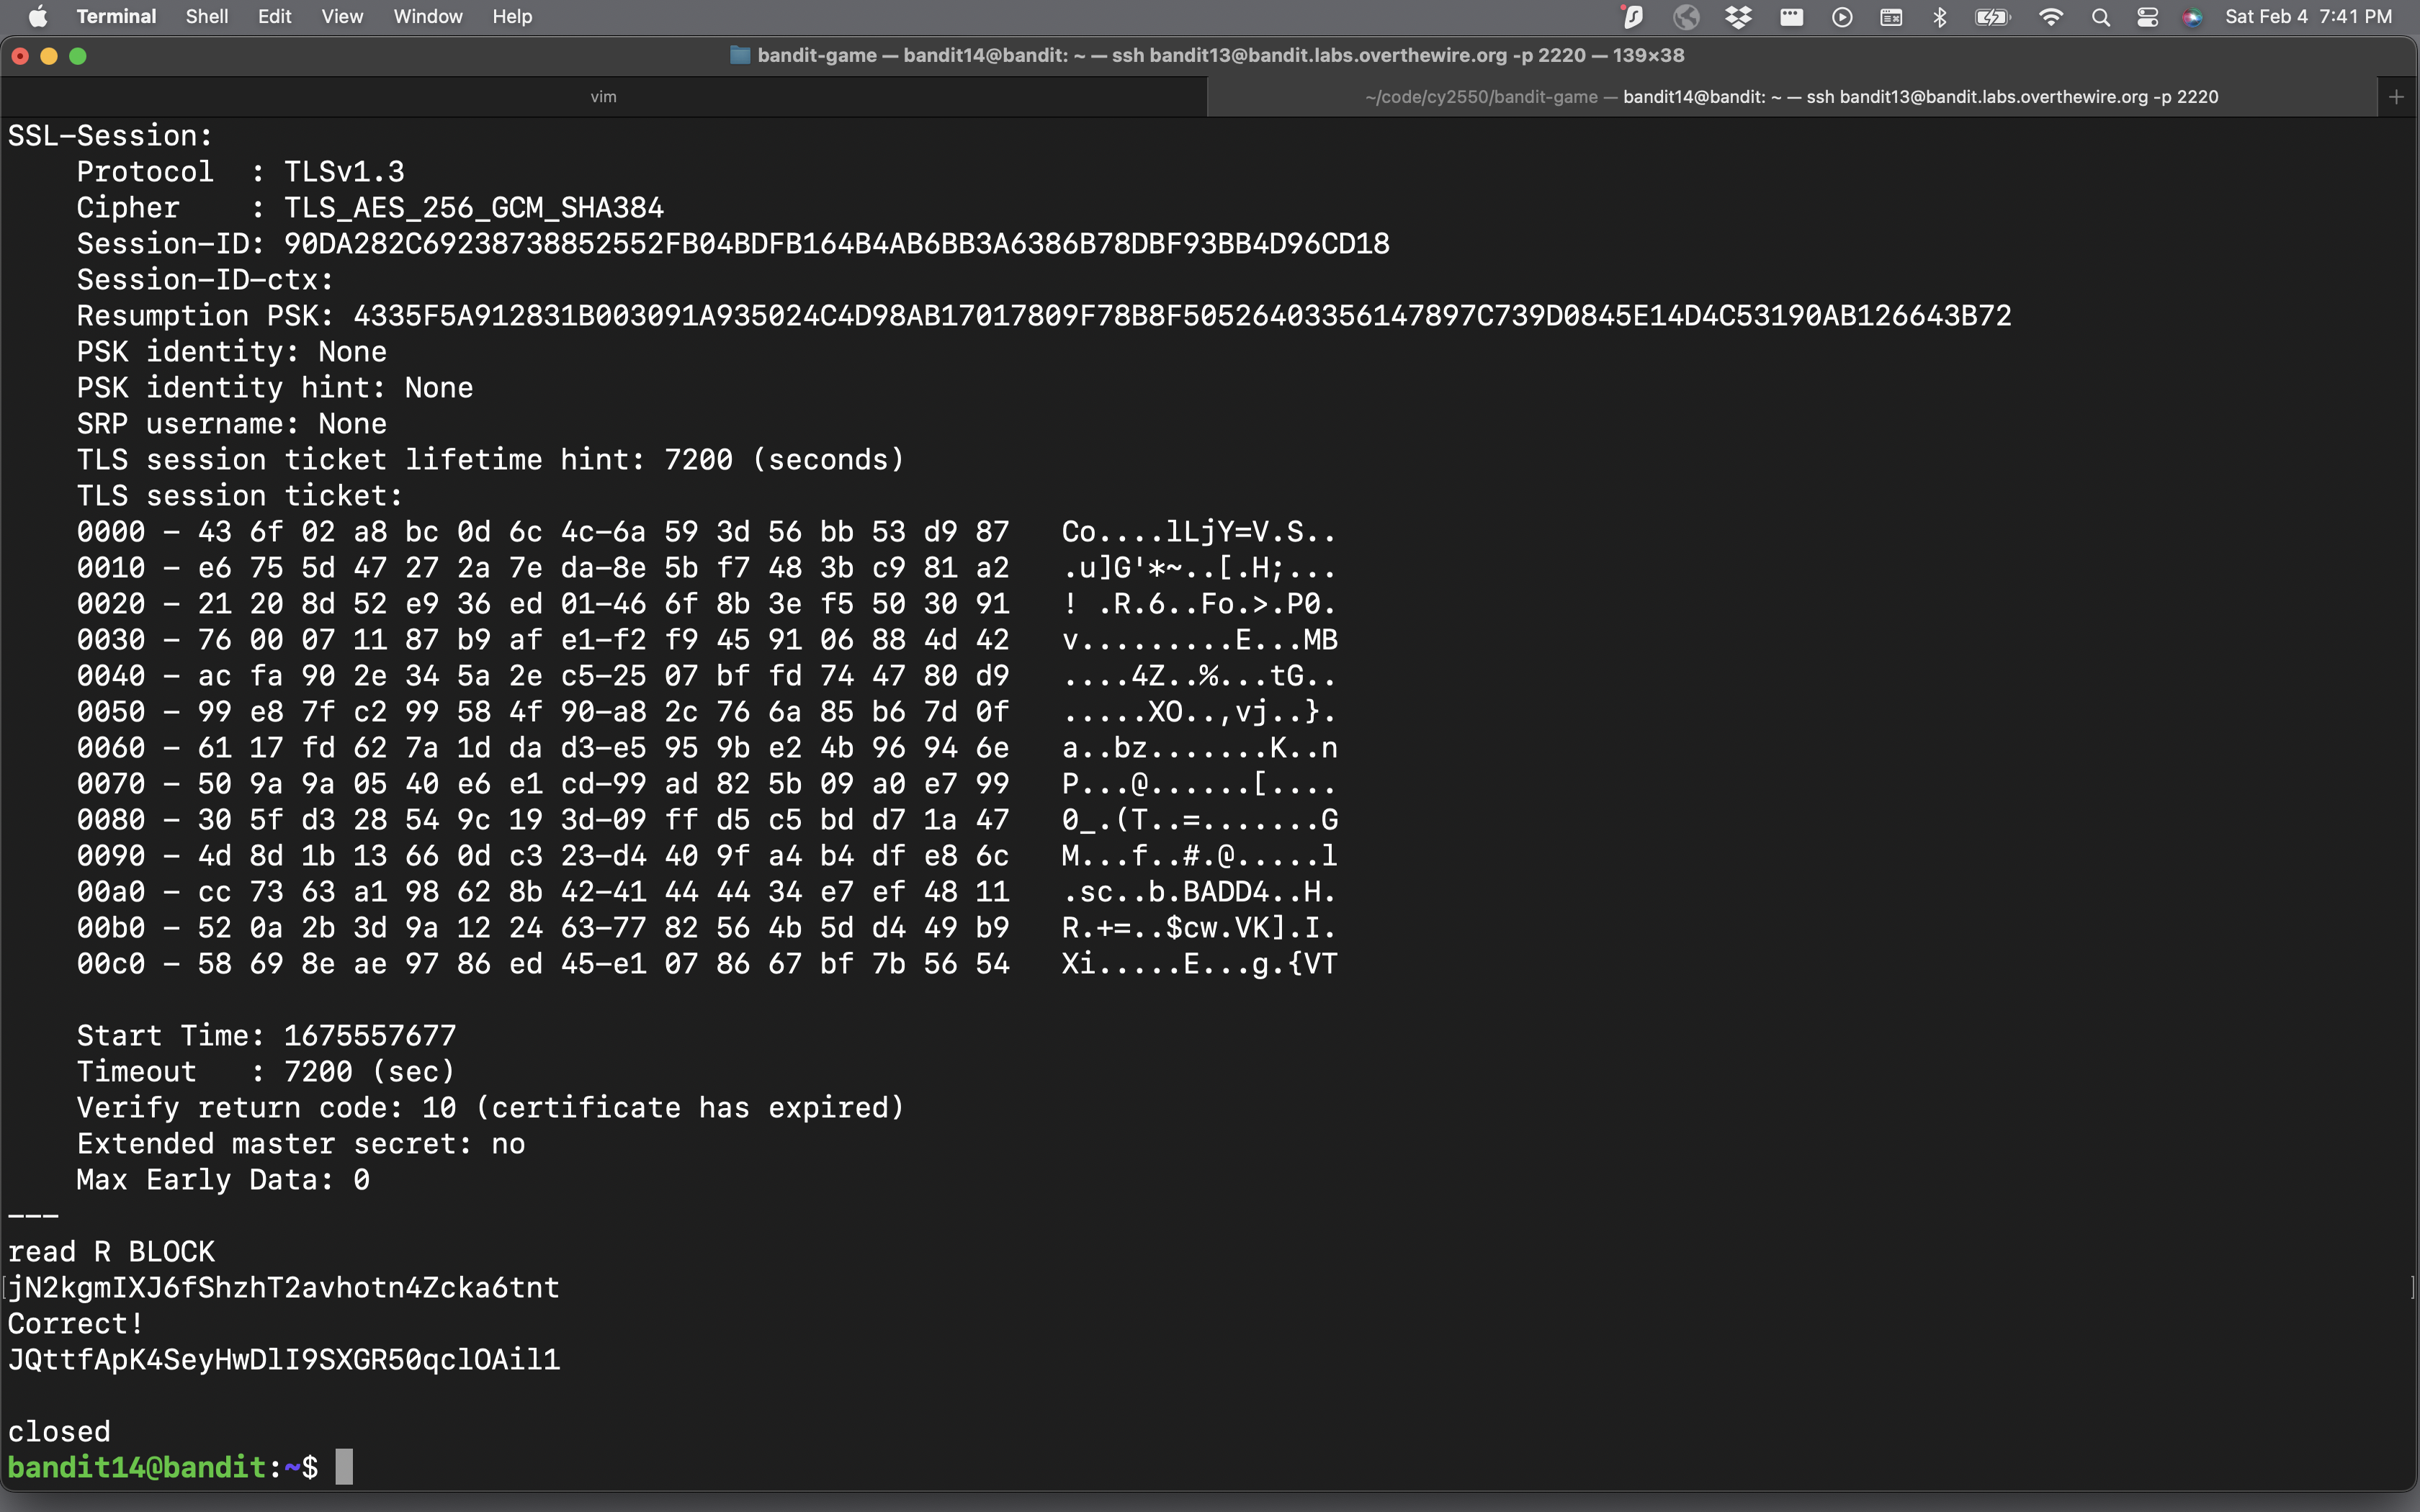 Terminal Shell Edit View Window Help Sat Feb 4 7:41 PM
bandit-game — bandit14@bandit: ~ — ssh bandit13@bandit.labs.overthewire.org -p 2220 — 139×38
vim ~/code/cy2550/bandit-game — bandit14@bandit: ~ — ssh bandit13@bandit.labs.overthewire.org -p 2220 +
SSL-Session:
    Protocol  : TLSv1.3
    Cipher    : TLS_AES_256_GCM_SHA384
    Session-ID: 90DA282C69238738852552FB04BDFB164B4AB6BB3A6386B78DBF93BB4D96CD18
    Session-ID-ctx:
    Resumption PSK: 4335F5A912831B003091A935024C4D98AB17017809F78B8F50526403356147897C739D0845E14D4C53190AB126643B72
    PSK identity: None
    PSK identity hint: None
    SRP username: None
    TLS session ticket lifetime hint: 7200 (seconds)
    TLS session ticket:
    0000 - 43 6f 02 a8 bc 0d 6c 4c-6a 59 3d 56 bb 53 d9 87   Co....lLjY=V.S..
    0010 - e6 75 5d 47 27 2a 7e da-8e 5b f7 48 3b c9 81 a2   .u]G'*~..[.H;...
    0020 - 21 20 8d 52 e9 36 ed 01-46 6f 8b 3e f5 50 30 91   ! .R.6..Fo.>.P0.
    0030 - 76 00 07 11 87 b9 af e1-f2 f9 45 91 06 88 4d 42   v.........E...MB
    0040 - ac fa 90 2e 34 5a 2e c5-25 07 bf fd 74 47 80 d9   ....4Z..%...tG..
    0050 - 99 e8 7f c2 99 58 4f 90-a8 2c 76 6a 85 b6 7d 0f   .....XO..,vj..}.
    0060 - 61 17 fd 62 7a 1d da d3-e5 95 9b e2 4b 96 94 6e   a..bz.......K..n
    0070 - 50 9a 9a 05 40 e6 e1 cd-99 ad 82 5b 09 a0 e7 99   P...@......[....
    0080 - 30 5f d3 28 54 9c 19 3d-09 ff d5 c5 bd d7 1a 47   0_.(T..=.......G
    0090 - 4d 8d 1b 13 66 0d c3 23-d4 40 9f a4 b4 df e8 6c   M...f..#.@.....l
    00a0 - cc 73 63 a1 98 62 8b 42-41 44 44 34 e7 ef 48 11   .sc..b.BADD4..H.
    00b0 - 52 0a 2b 3d 9a 12 24 63-77 82 56 4b 5d d4 49 b9   R.+=..$cw.VK].I.
    00c0 - 58 69 8e ae 97 86 ed 45-e1 07 86 67 bf 7b 56 54   Xi.....E...g.{VT

    Start Time: 1675557677
    Timeout   : 7200 (sec)
    Verify return code: 10 (certificate has expired)
    Extended master secret: no
    Max Early Data: 0
---
read R BLOCK
jN2kgmIXJ6fShzhT2avhotn4Zcka6tnt
Correct!
JQttfApK4SeyHwDlI9SXGR50qclOAil1

closed
bandit14@bandit:~$